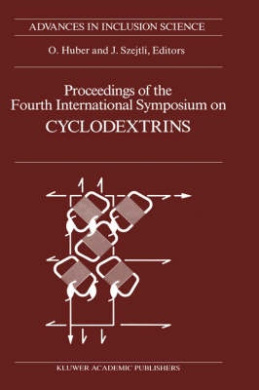 ADVANCES IN INCLUSION SCIENCE
O. Huber and J. Szejtli, Editors
Proceedings of the
Fourth International Symposium on
CYCLODEXTRINS
KLUWER ACADEMIC PUBLISHERS